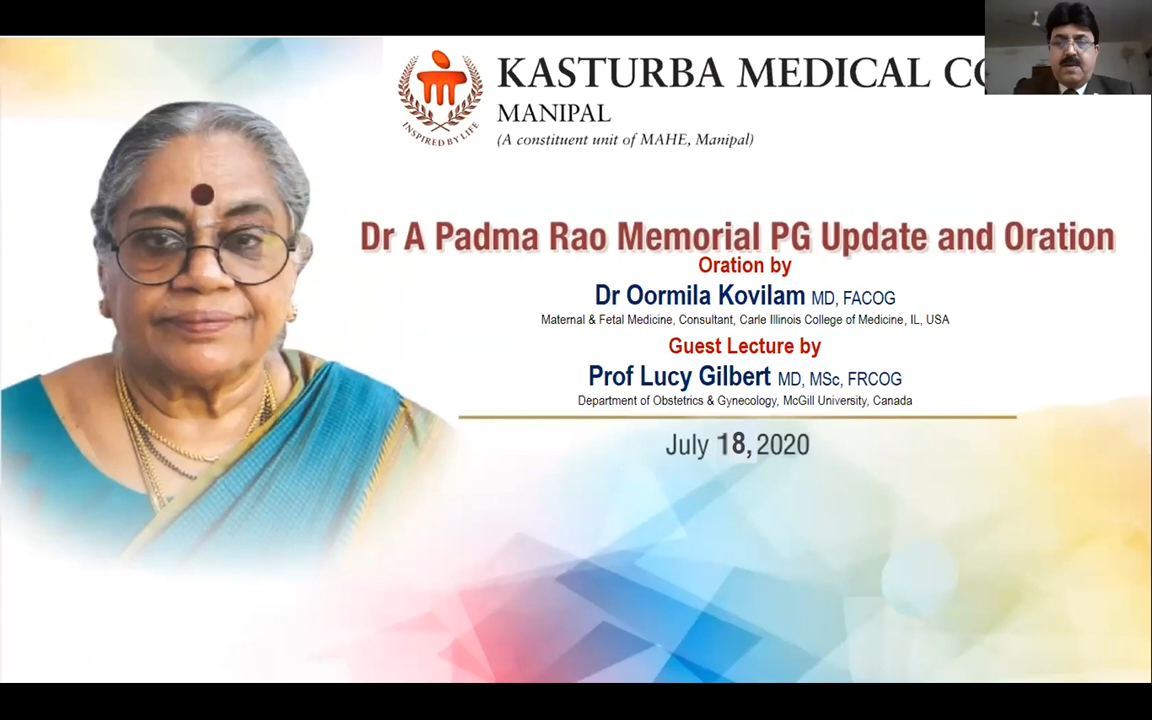 KASTURBA MEDICAL
MANIPAL
(A constituent unit of MAHE, Manipal)
INSPIRED BY LIFE
Dr A Padma Rao Memorial PG Update and Oration
Oration by
Dr Oormila Kovilam MD, FACOG
Maternal & Fetal Medicine, Consultant, Carle Illinois College of Medicine, IL, USA
Guest Lecture by
Prof Lucy Gilbert MD, MSc, FRCOG
Department of Obstetrics & Gynecology, McGill University, Canada
July 18, 2020